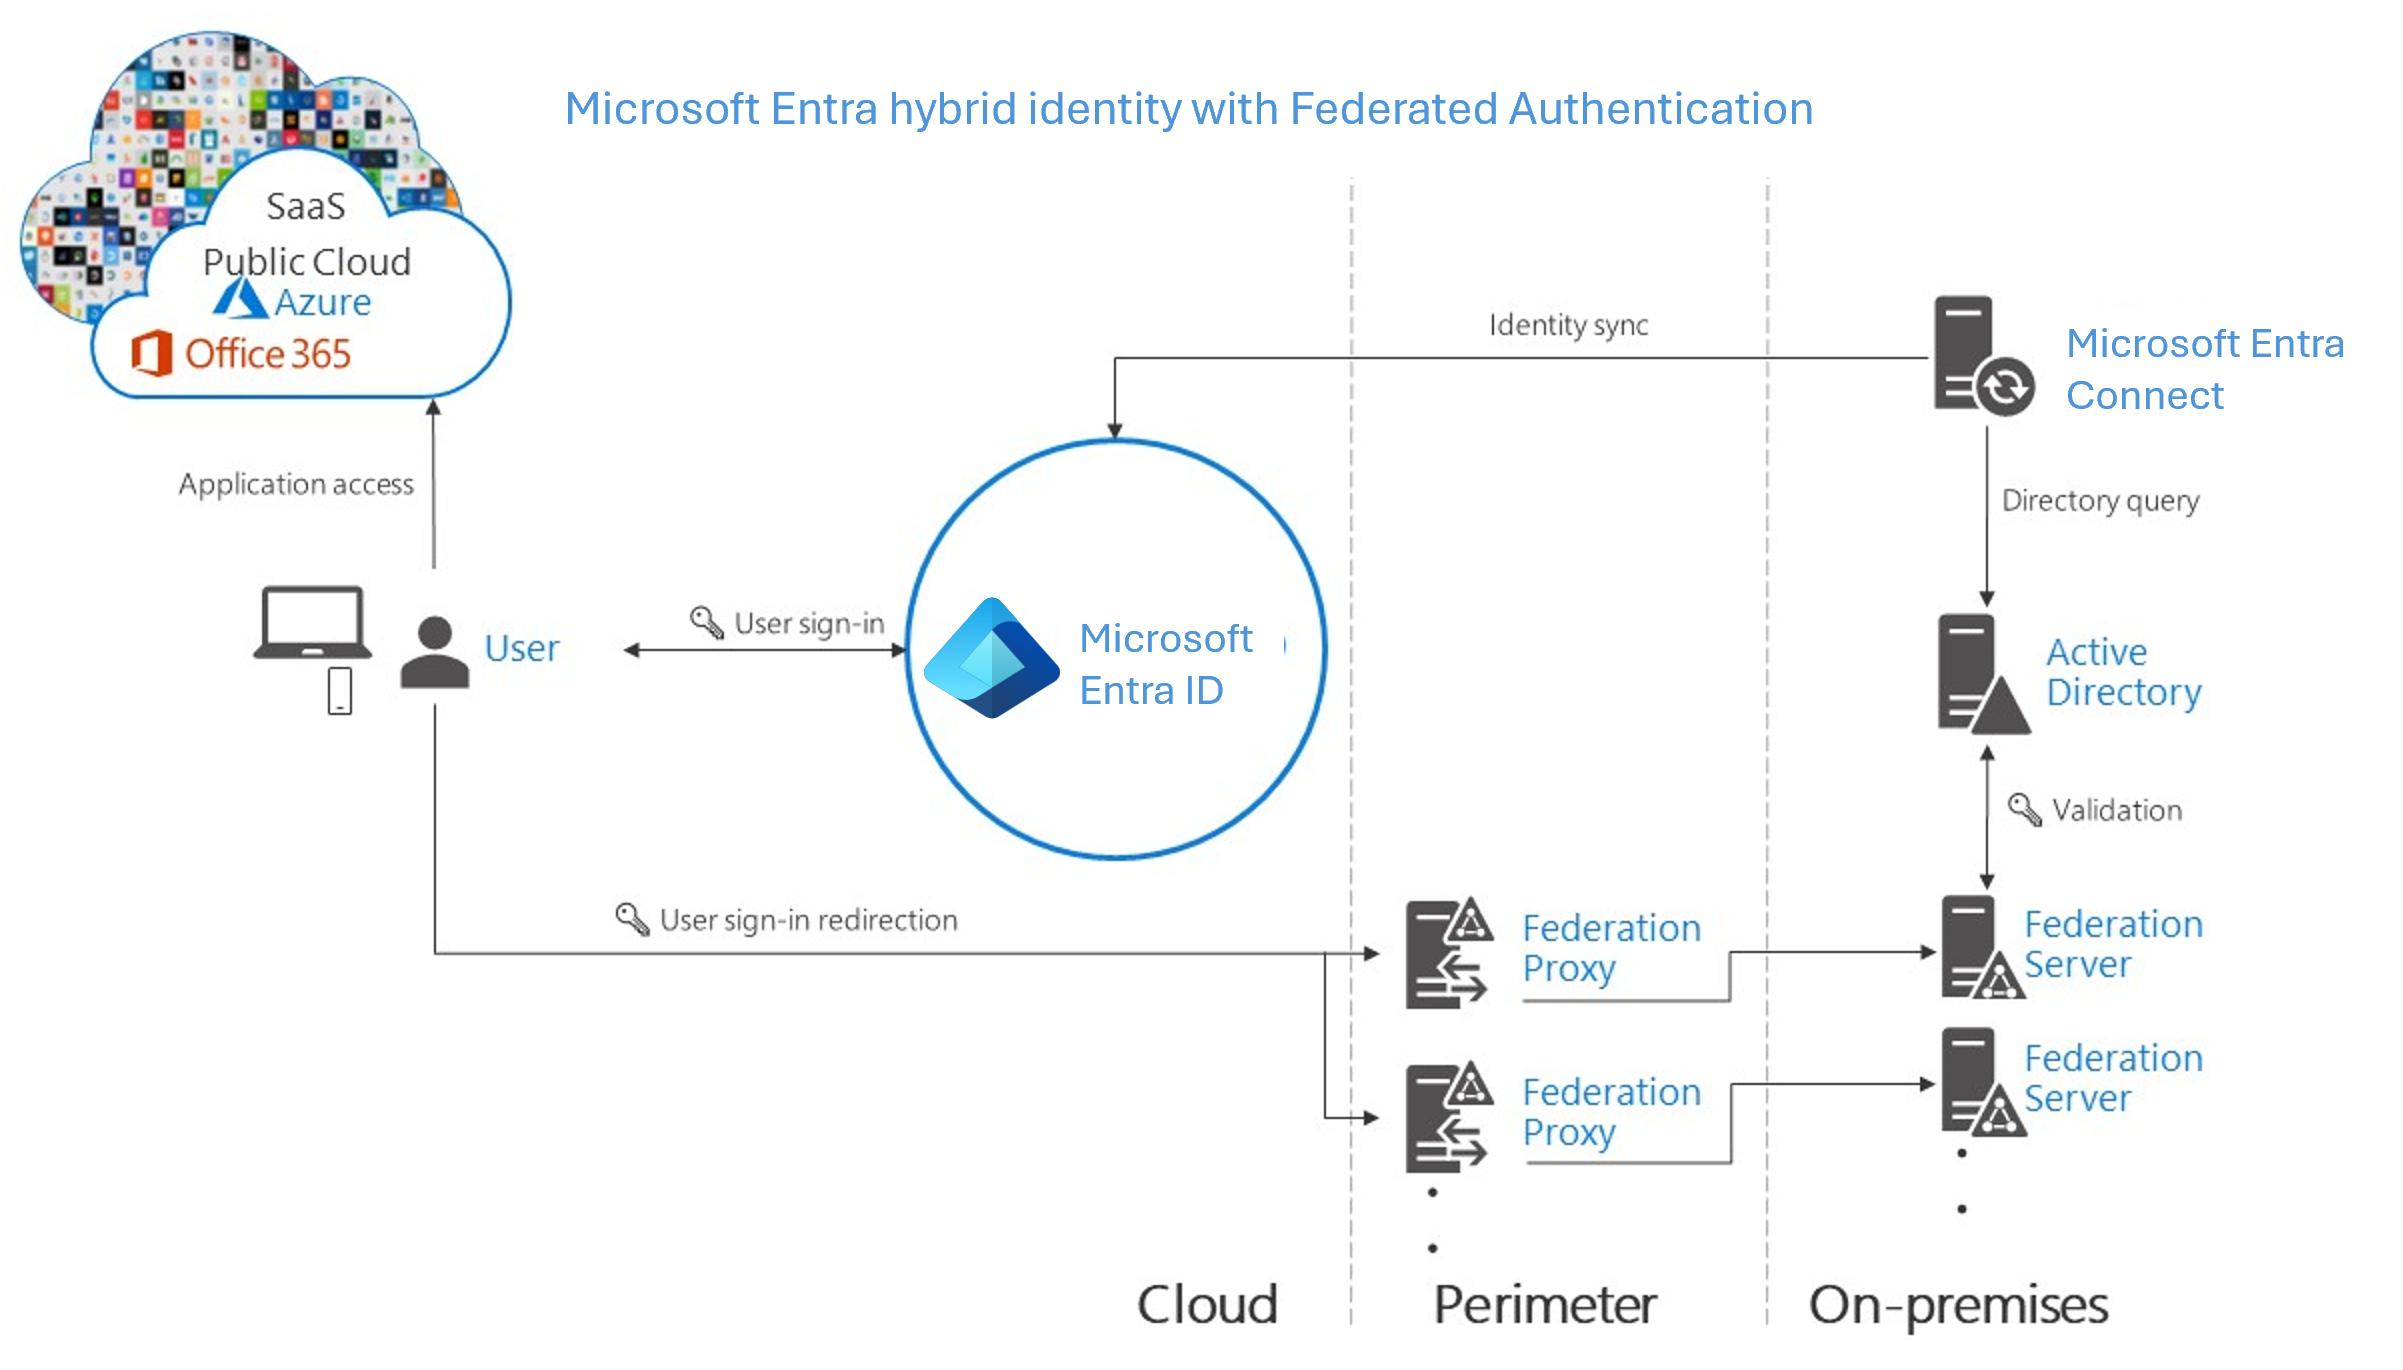 Microsoft Entra hybrid identity with Federated Authentication
SaaS
Public Cloud
Azure
Office 365
Identity sync
Microsoft Entra
Connect
Application access
Directory query
User
User sign-in
Microsoft
Entra ID
Active
Directory
Validation
User sign-in redirection
Federation
Proxy
Federation
Server
Federation
Proxy
Federation
Server
Cloud
Perimeter
On-premises